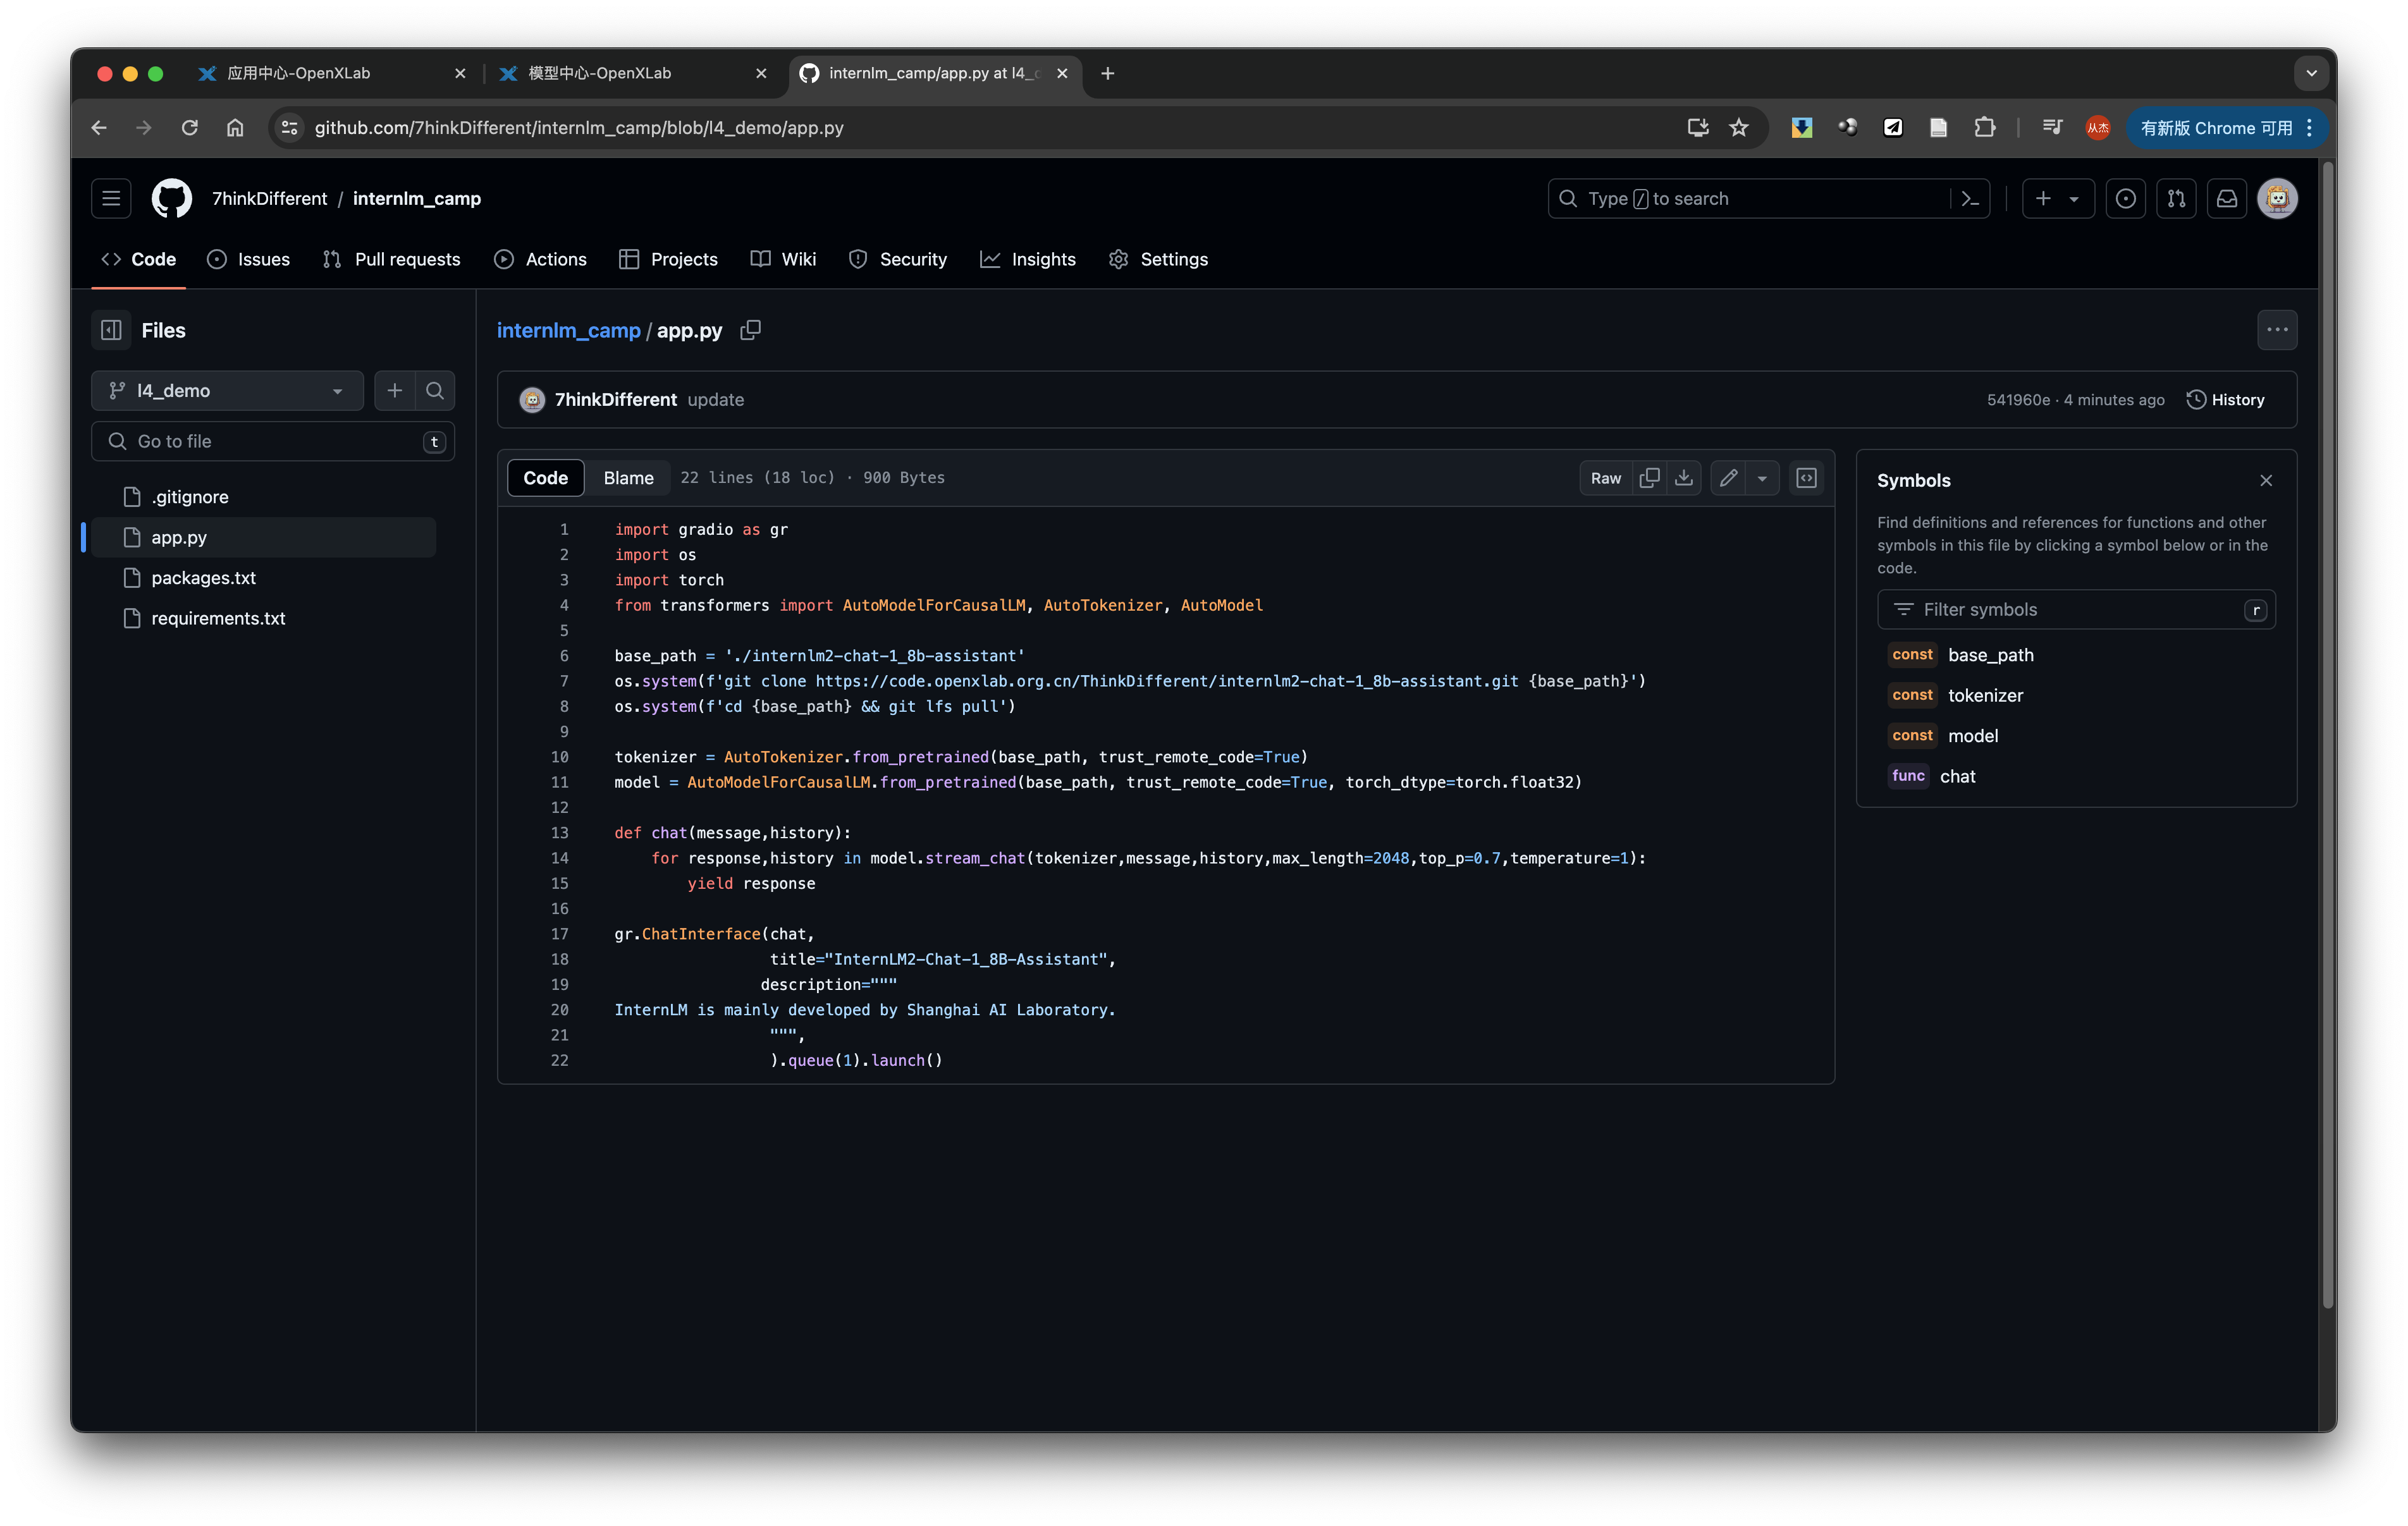 应用中心-OpenXLab
模型中心-OpenXLab
internlm_camp/app.py at l4_d
github.com/7hinkDifferent/internlm_camp/blob/l4_demo/app.py
从杰
有新版 Chrome 可用
7hinkDifferent / internlm_camp
Type / to search
Code
Issues
Pull requests
Actions
Projects
Wiki
Security
Insights
Settings
Files
l4_demo
Go to file
t
.gitignore
app.py
packages.txt
requirements.txt
internlm_camp / app.py
7hinkDifferent update
541960e · 4 minutes ago
History
Code
Blame
22 lines (18 loc) · 900 Bytes
Raw
1 import gradio as gr
2 import os
3 import torch
4 from transformers import AutoModelForCausalLM, AutoTokenizer, AutoModel
5
6 base_path = './internlm2-chat-1_8b-assistant'
7 os.system(f'git clone https://code.openxlab.org.cn/ThinkDifferent/internlm2-chat-1_8b-assistant.git {base_path}')
8 os.system(f'cd {base_path} && git lfs pull')
9
10 tokenizer = AutoTokenizer.from_pretrained(base_path, trust_remote_code=True)
11 model = AutoModelForCausalLM.from_pretrained(base_path, trust_remote_code=True, torch_dtype=torch.float32)
12
13 def chat(message,history):
14     for response,history in model.stream_chat(tokenizer,message,history,max_length=2048,top_p=0.7,temperature=1):
15         yield response
16
17 gr.ChatInterface(chat,
18                  title="InternLM2-Chat-1_8B-Assistant",
19                 description="""
20 InternLM is mainly developed by Shanghai AI Laboratory.
21                  """,
22                  ).queue(1).launch()
Symbols
Find definitions and references for functions and other
symbols in this file by clicking a symbol below or in the
code.
Filter symbols
r
const base_path
const tokenizer
const model
func chat